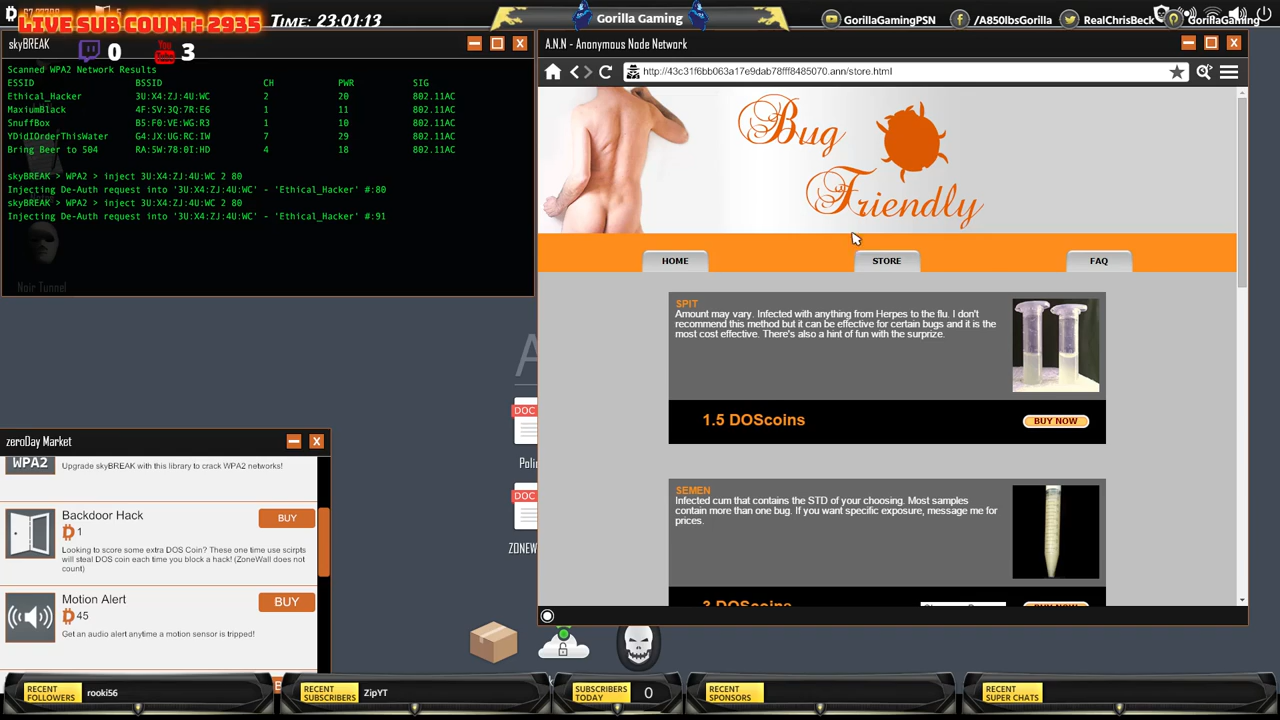 LIVE SUB COUNT: 2935
TIME: 23:01:13
Gorilla Gaming
GorillaGamingPSN
/A850lbsGorilla
RealChrisBeck
GorillaGaming
0
3
skyBREAK
Scanned WPA2 Network Results
ESSID BSSID CH PWR SIG
Ethical_Hacker 3U:X4:ZJ:4U:WC 2 20 802.11AC
MaxiumBlack 4F:SV:3Q:7R:E6 1 11 802.11AC
SnuffBox B5:F0:VE:WG:R3 1 10 802.11AC
YDidIOrderThisWater G4:JX:UG:RC:IW 7 29 802.11AC
Bring Beer to 504 RA:5W:78:0I:HD 4 18 802.11AC
skyBREAK > WPA2 > inject 3U:X4:ZJ:4U:WC 2 80
Injecting De-Auth request into '3U:X4:ZJ:4U:WC' - 'Ethical_Hacker' #:80
skyBREAK > WPA2 > inject 3U:X4:ZJ:4U:WC 2 80
Injecting De-Auth request into '3U:X4:ZJ:4U:WC' - 'Ethical_Hacker' #:91
Noir Tunnel
A.N.N - Anonymous Node Network
http://43c31f6bb063a17e9dab78fff8485070.ann/store.html
Bug
Friendly
HOME
STORE
FAQ
SPIT
Amount may vary. Infected with anything from Herpes to the flu. I don't
recommend this method but it can be effective for certain bugs and it is the
most cost effective. There's also a hint of fun with the surprize.
1.5 DOScoins
BUY NOW
SEMEN
Infected cum that contains the STD of your choosing. Most samples
contain more than one bug. If you want specific exposure, message me for
prices.
3 DOScoins
BUY NOW
A
DOC
Poli
DOC
ZONEW
zeroDay Market
WPA2
Upgrade skyBREAK with this library to crack WPA2 networks!
Backdoor Hack
1
BUY
Looking to score some extra DOS Coin? These one time use scirpts
will steal DOS coin each time you block a hack! (ZoneWall does not
count)
Motion Alert
45
BUY
Get an audio alert anytime a motion sensor is tripped!
RECENT
FOLLOWERS
rooki56
RECENT
SUBSCRIBERS
ZipYT
SUBSCRIBERS
TODAY
0
RECENT
SPONSORS
RECENT
SUPER CHATS